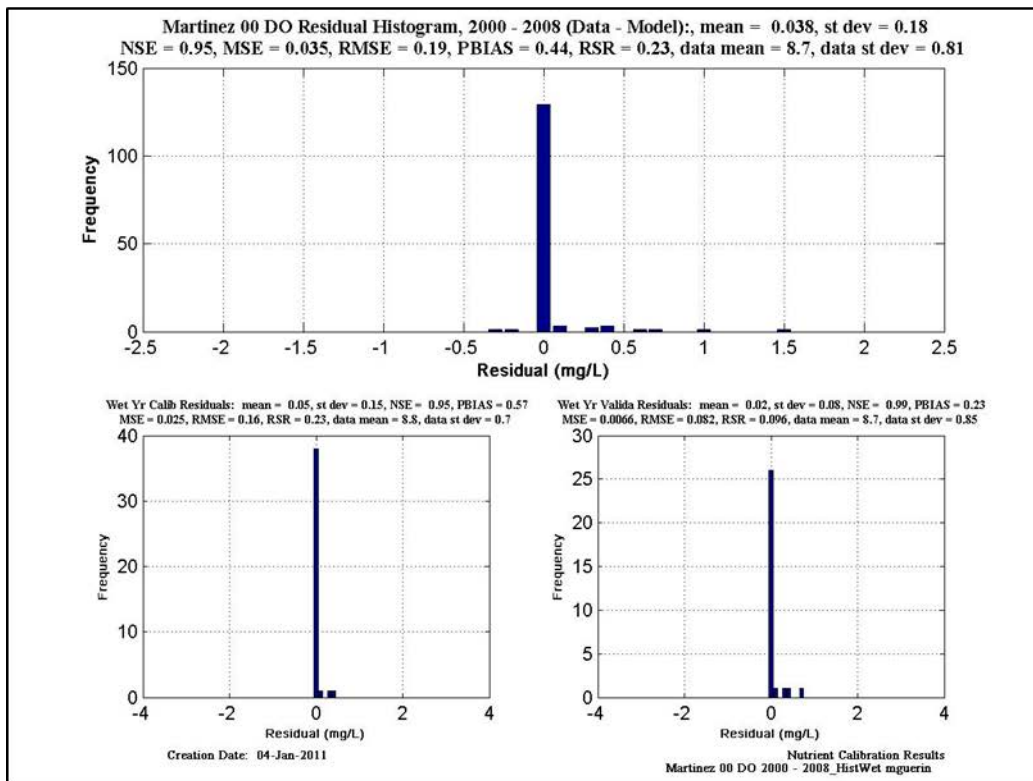 Martinez 00 DO Residual Histogram, 2000 - 2008 (Data - Model):, mean = 0.038, st dev = 0.18
NSE = 0.95, MSE = 0.035, RMSE = 0.19, PBIAS = 0.44, RSR = 0.23, data mean = 8.7, data st dev = 0.81
150
100
50
0
Frequency
-2.5 -2 -1.5 -1 -0.5 0 0.5 1 1.5 2 2.5
Residual (mg/L)
Wet Yr Calib Residuals: mean = 0.05, st dev = 0.15, NSE = 0.95, PBIAS = 0.57
MSE = 0.025, RMSE = 0.16, RSR = 0.23, data mean = 8.8, data st dev = 0.7
40
30
20
10
0
Frequency
-4 -2 0 2 4
Residual (mg/L)
Wet Yr Valida Residuals: mean = 0.02, st dev = 0.08, NSE = 0.99, PBIAS = 0.23
MSE = 0.0066, RMSE = 0.082, RSR = 0.096, data mean = 8.7, data st dev = 0.85
30
25
20
15
10
5
0
Frequency
-4 -2 0 2 4
Residual (mg/L)
Creation Date: 04-Jan-2011
Nutrient Calibration Results
Martinez 00 DO 2000 - 2008_HistWet mguerin